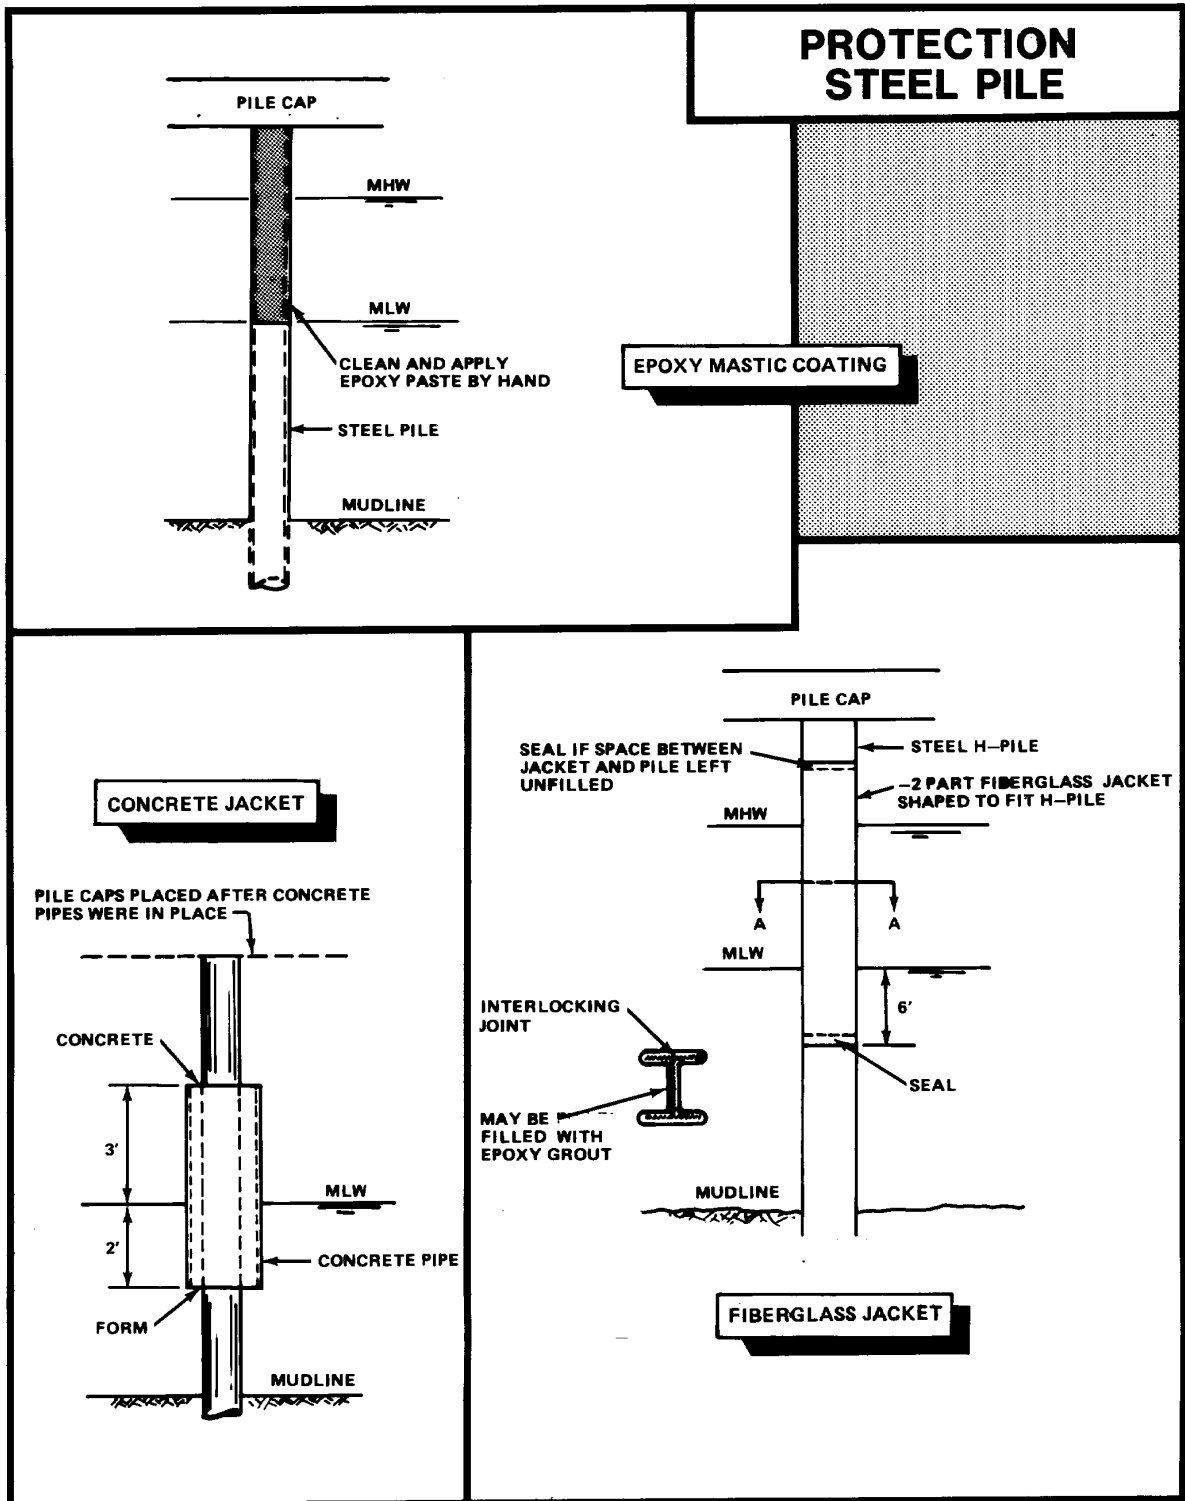 PROTECTION
STEEL PILE
PILE CAP
MHW
MLW
CLEAN AND APPLY
EPOXY PASTE BY HAND
STEEL PILE
MUDLINE
EPOXY MASTIC COATING
CONCRETE JACKET
PILE CAPS PLACED AFTER CONCRETE
PIPES WERE IN PLACE
CONCRETE
3'
MLW
2'
CONCRETE PIPE
FORM
MUDLINE
PILE CAP
STEEL H-PILE
SEAL IF SPACE BETWEEN
JACKET AND PILE LEFT
UNFILLED
-2 PART FIBERGLASS JACKET
SHAPED TO FIT H-PILE
MHW
A A
MLW
6'
INTERLOCKING
JOINT
SEAL
MAY BE
FILLED WITH
EPOXY GROUT
MUDLINE
FIBERGLASS JACKET